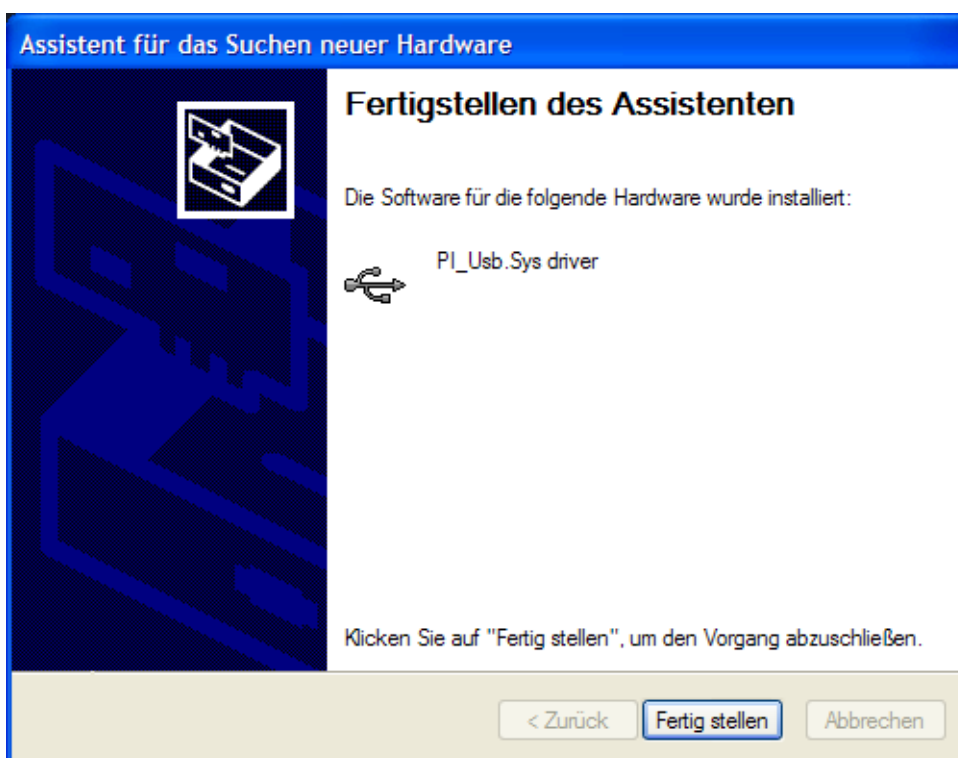 Assistent für das Suchen neuer Hardware
Fertigstellen des Assistenten
Die Software für die folgende Hardware wurde installiert:
PI_Usb.Sys driver
Klicken Sie auf "Fertig stellen", um den Vorgang abzuschließen.
< Zurück
Fertig stellen
Abbrechen